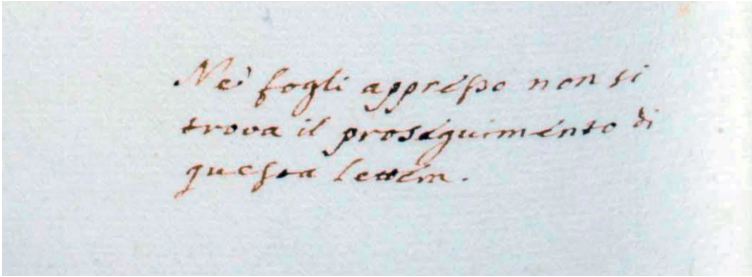 Ne' fogli appresso non si
trova il proseguimento di
questa lettera.